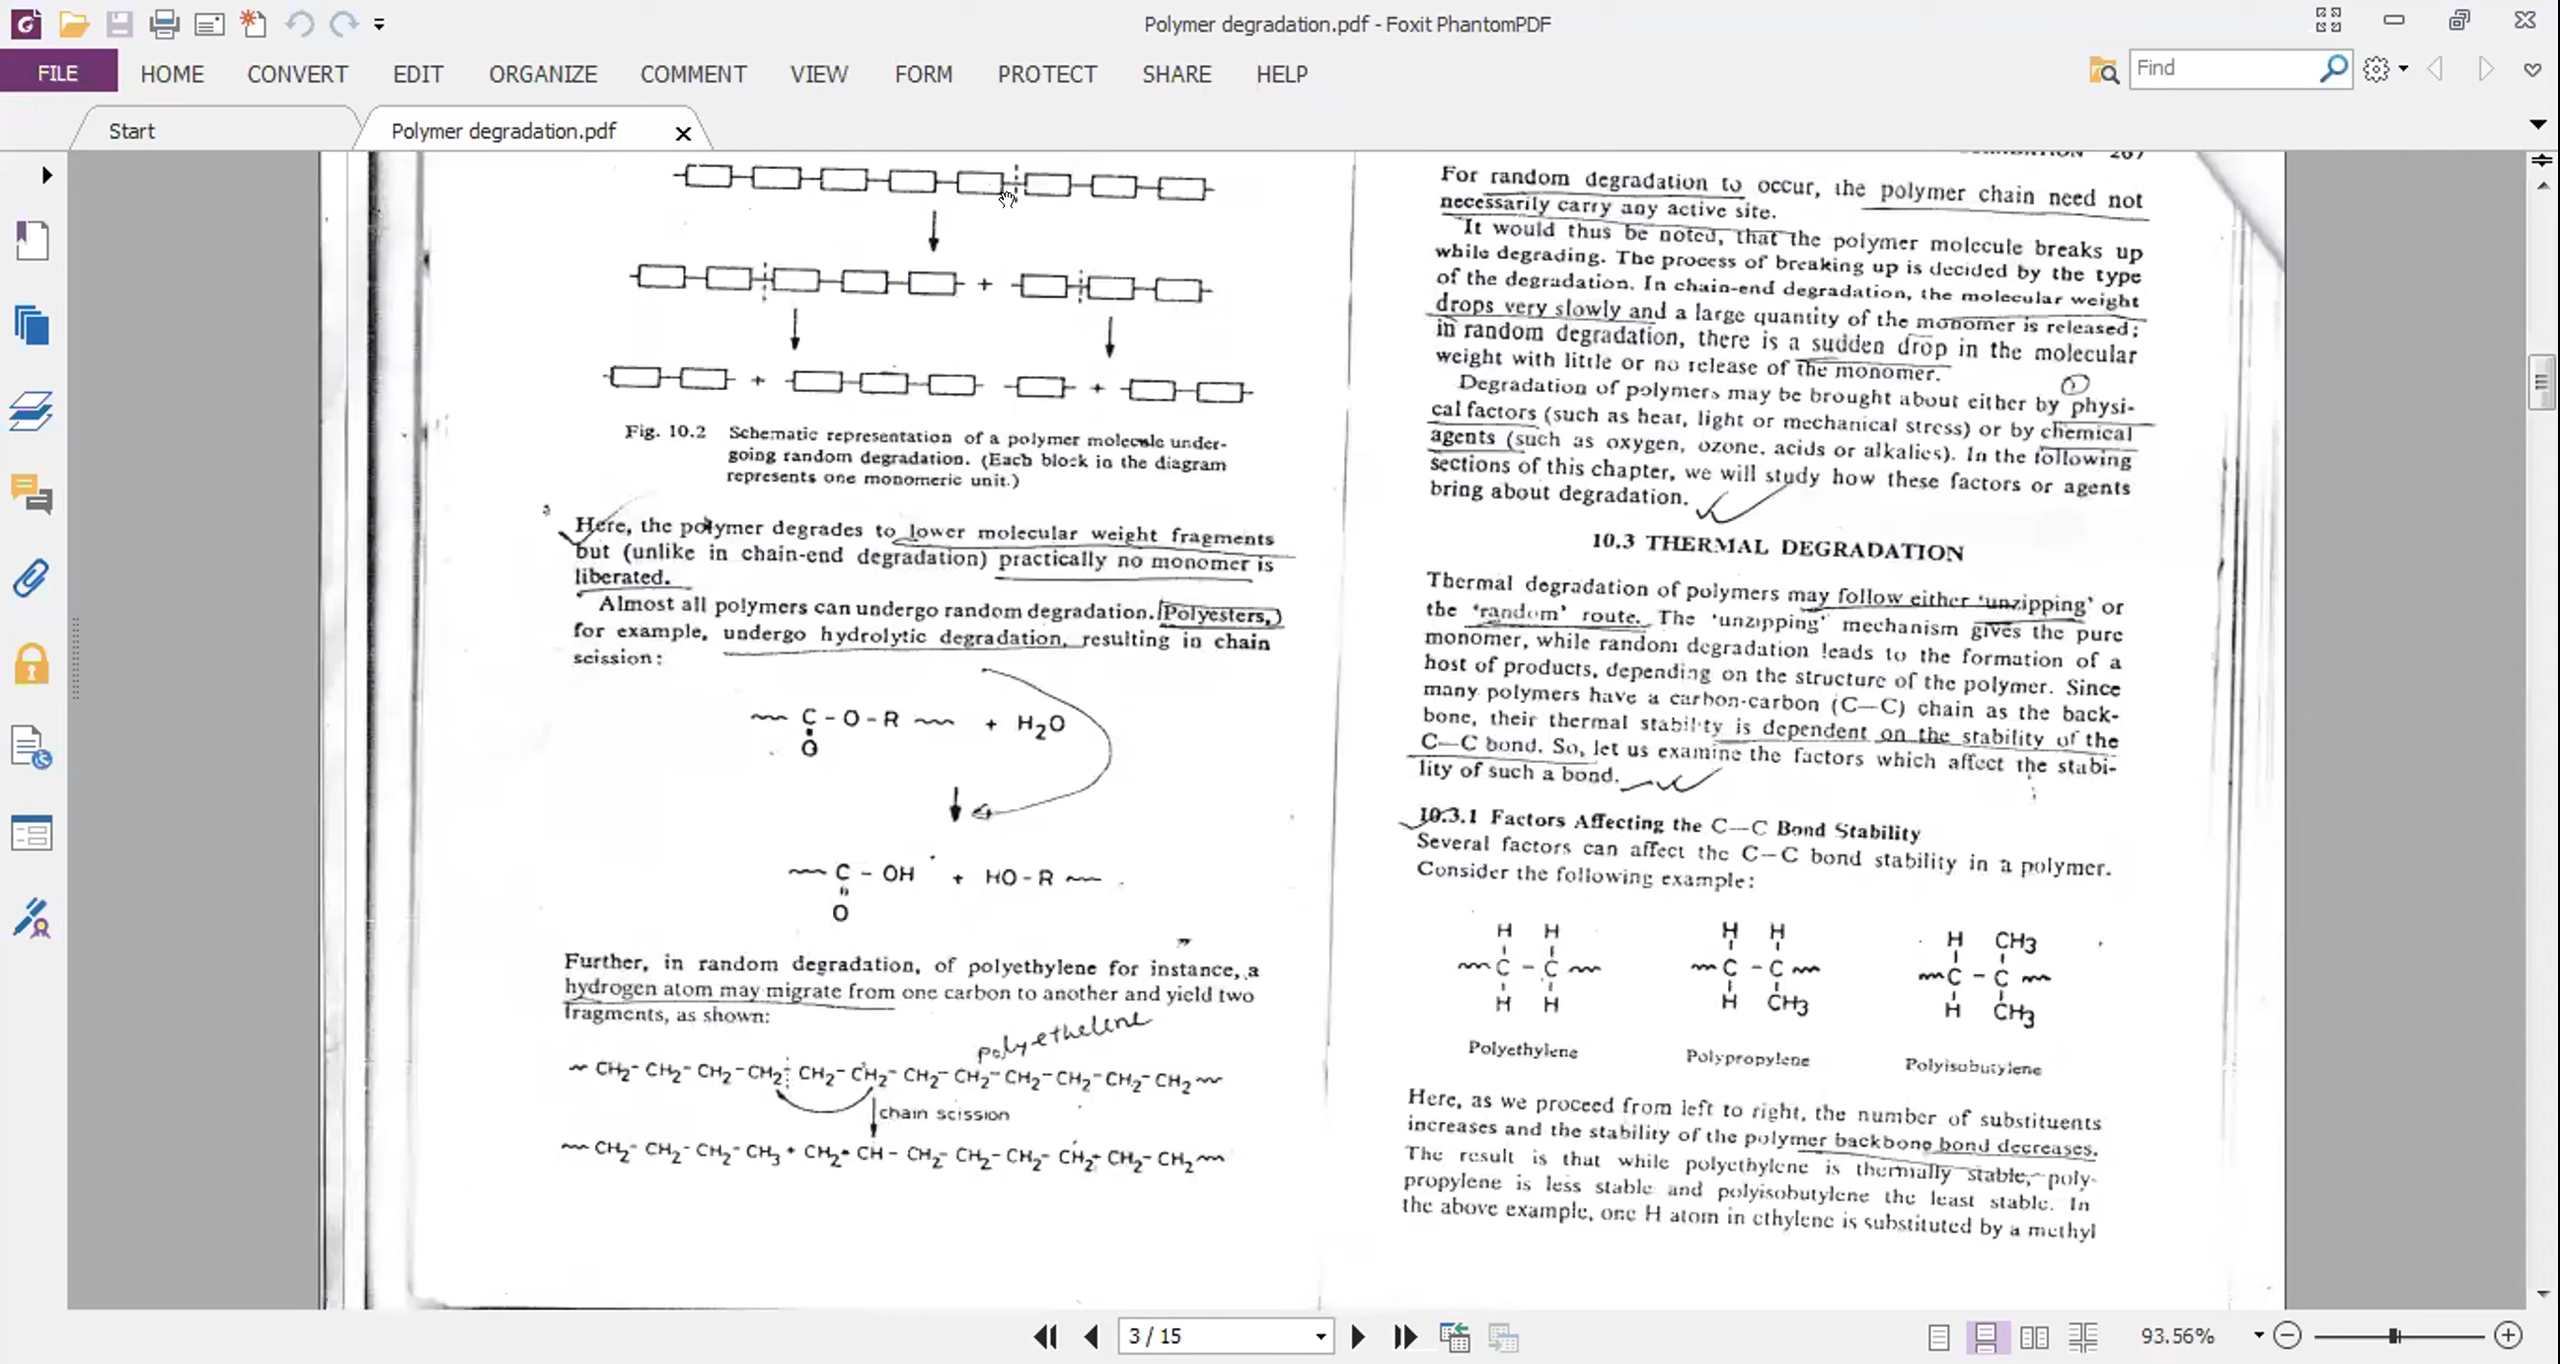 Polymer degradation.pdf - Foxit PhantomPDF
FILE HOME CONVERT EDIT ORGANIZE COMMENT VIEW FORM PROTECT SHARE HELP
Find
Start
Polymer degradation.pdf
+
+ +
Fig. 10.2 Schematic representation of a polymer molecule under-
going random degradation. (Each block in the diagram
represents one monomeric unit.)
Here, the polymer degrades to lower molecular weight fragments
but (unlike in chain-end degradation) practically no monomer is
liberated.
Almost all polymers can undergo random degradation. Polyesters,
for example, undergo hydrolytic degradation, resulting in chain
scission:
C - O - R + H2O
O
C - OH + HO - R
O
Further, in random degradation, of polyethylene for instance, a
hydrogen atom may migrate from one carbon to another and yield two
fragments, as shown:
polyethelene
CH2- CH2- CH2 - CH2 - CH2- CH2- CH2- CH2- CH2- CH2- CH2- CH2
chain scission
CH2- CH2- CH2- CH3 + CH2= CH - CH2- CH2- CH2- CH2- CH2- CH2
267
For random degradation to occur, the polymer chain need not
necessarily carry any active site.
It would thus be noted, that the polymer molecule breaks up
while degrading. The process of breaking up is decided by the type
of the degradation. In chain-end degradation, the molecular weight
drops very slowly and a large quantity of the monomer is released;
in random degradation, there is a sudden drop in the molecular
weight with little or no release of the monomer.
Degradation of polymers may be brought about either by physi-
cal factors (such as heat, light or mechanical stress) or by chemical
agents (such as oxygen, ozone, acids or alkalies). In the following
sections of this chapter, we will study how these factors or agents
bring about degradation.
10.3 THERMAL DEGRADATION
Thermal degradation of polymers may follow either 'unzipping' or
the 'random' route. The 'unzipping' mechanism gives the pure
monomer, while random degradation leads to the formation of a
host of products, depending on the structure of the polymer. Since
many polymers have a carbon-carbon (C—C) chain as the back-
bone, their thermal stability is dependent on the stability of the
C—C bond. So, let us examine the factors which affect the stabi-
lity of such a bond.
10.3.1 Factors Affecting the C—C Bond Stability
Several factors can affect the C—C bond stability in a polymer.
Consider the following example:
H H H H H CH3
C - C C - C C - C
H H H CH3 H CH3
Polyethylene Polypropylene Polyisobutylene
Here, as we proceed from left to right, the number of substituents
increases and the stability of the polymer backbone bond decreases.
The result is that while polyethylene is thermally stable, poly-
propylene is less stable and polyisobutylene the least stable. In
the above example, one H atom in ethylene is substituted by a methyl
3 / 15
93.56%